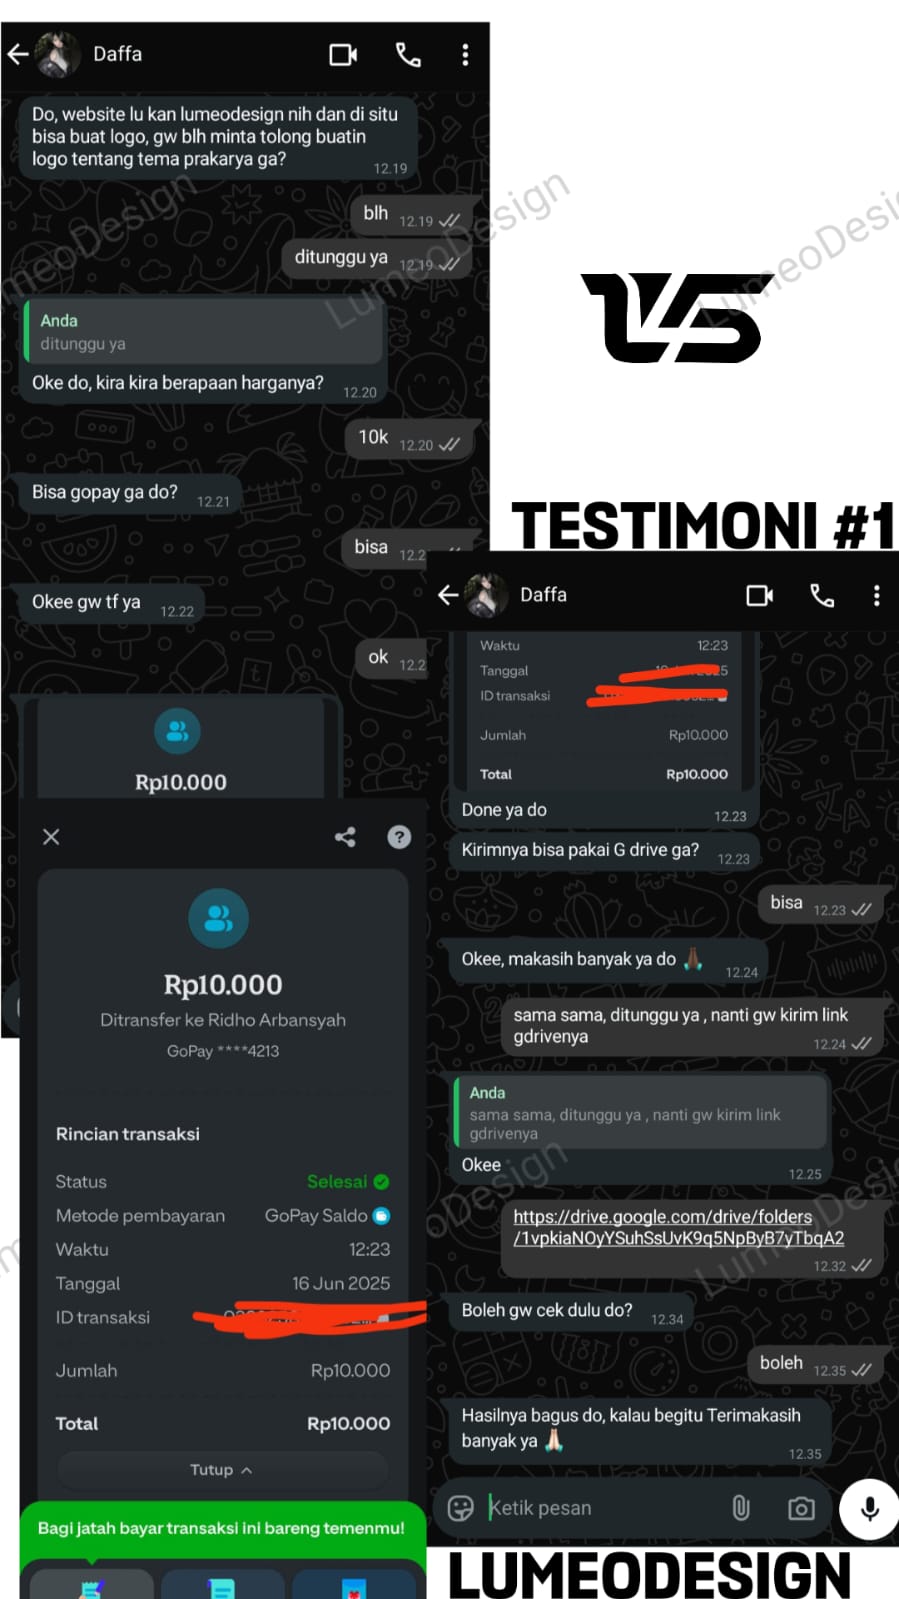 Daffa
Do, website lu kan lumeodesign nih dan di situ
bisa buat logo, gw blh minta tolong buatin
logo tentang tema prakarya ga?
12.19
blh 12.19
ditunggu ya 12.19
Anda
ditunggu ya
Oke do, kira kira berapaan harganya?
12.20
10k 12.20
Bisa gopay ga do? 12.21
bisa
Okee gw tf ya 12.22
ok
Rp10.000
Rp10.000
Ditransfer ke Ridho Arbansyah
GoPay ****4213
Rincian transaksi
Status Selesai
Metode pembayaran GoPay Saldo
Waktu 12:23
Tanggal 16 Jun 2025
ID transaksi
Jumlah Rp10.000
Total Rp10.000
Tutup
Bagi jatah bayar transaksi ini bareng temenmu!
TESTIMONI #1
Daffa
Waktu 12:23
Tanggal
ID transaksi
Jumlah Rp10.000
Total Rp10.000
Done ya do
12.23
Kirimnya bisa pakai G drive ga? 12.23
bisa 12.23
Okee, makasih banyak ya do 🙏🏿
12.24
sama sama, ditunggu ya , nanti gw kirim link
gdrivenya
12.24
Anda
sama sama, ditunggu ya , nanti gw kirim link
gdrivenya
Okee
12.25
https://drive.google.com/drive/folders
/1vpkiaNOyYSuhSsUvK9q5NpByB7yTbqA2
12.32
Boleh gw cek dulu do? 12.34
boleh 12.35
Hasilnya bagus do, kalau begitu Terimakasih
banyak ya 🙏🏻
12.35
Ketik pesan
LUMEODESIGN
LumeoDesign
LumeoDesign